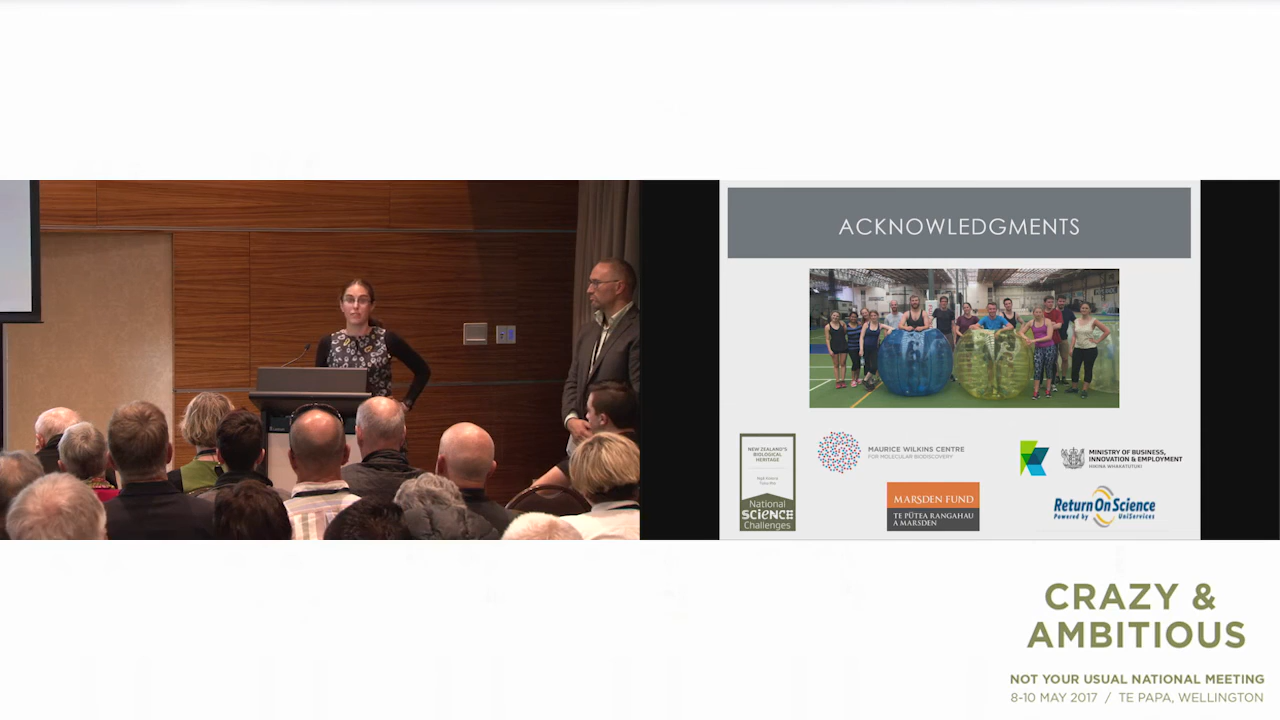 ACKNOWLEDGMENTS
NEW ZEALAND'S
BIOLOGICAL
HERITAGE
National
SCIENCE
Challenges
MAURICE WILKINS CENTRE
FOR MOLECULAR BIODISCOVERY
MARSDEN FUND
TE PŪTEA RANGAHAU
A MARSDEN
MINISTRY OF BUSINESS,
INNOVATION & EMPLOYMENT
HĪKINA WHAKATUTUKI
Return On Science
Powered by UniServices
CRAZY &
AMBITIOUS
NOT YOUR USUAL NATIONAL MEETING
8-10 MAY 2017 / TE PAPA, WELLINGTON